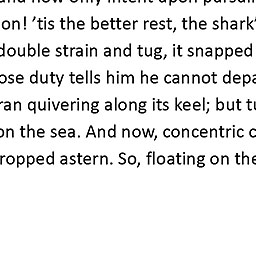 and now only intent upon pursui
on! ’tis the better rest, the shark’
double strain and tug, it snapped
ose duty tells him he cannot depa
ran quivering along its keel; but tu
on the sea. And now, concentric c
ropped astern. So, floating on the